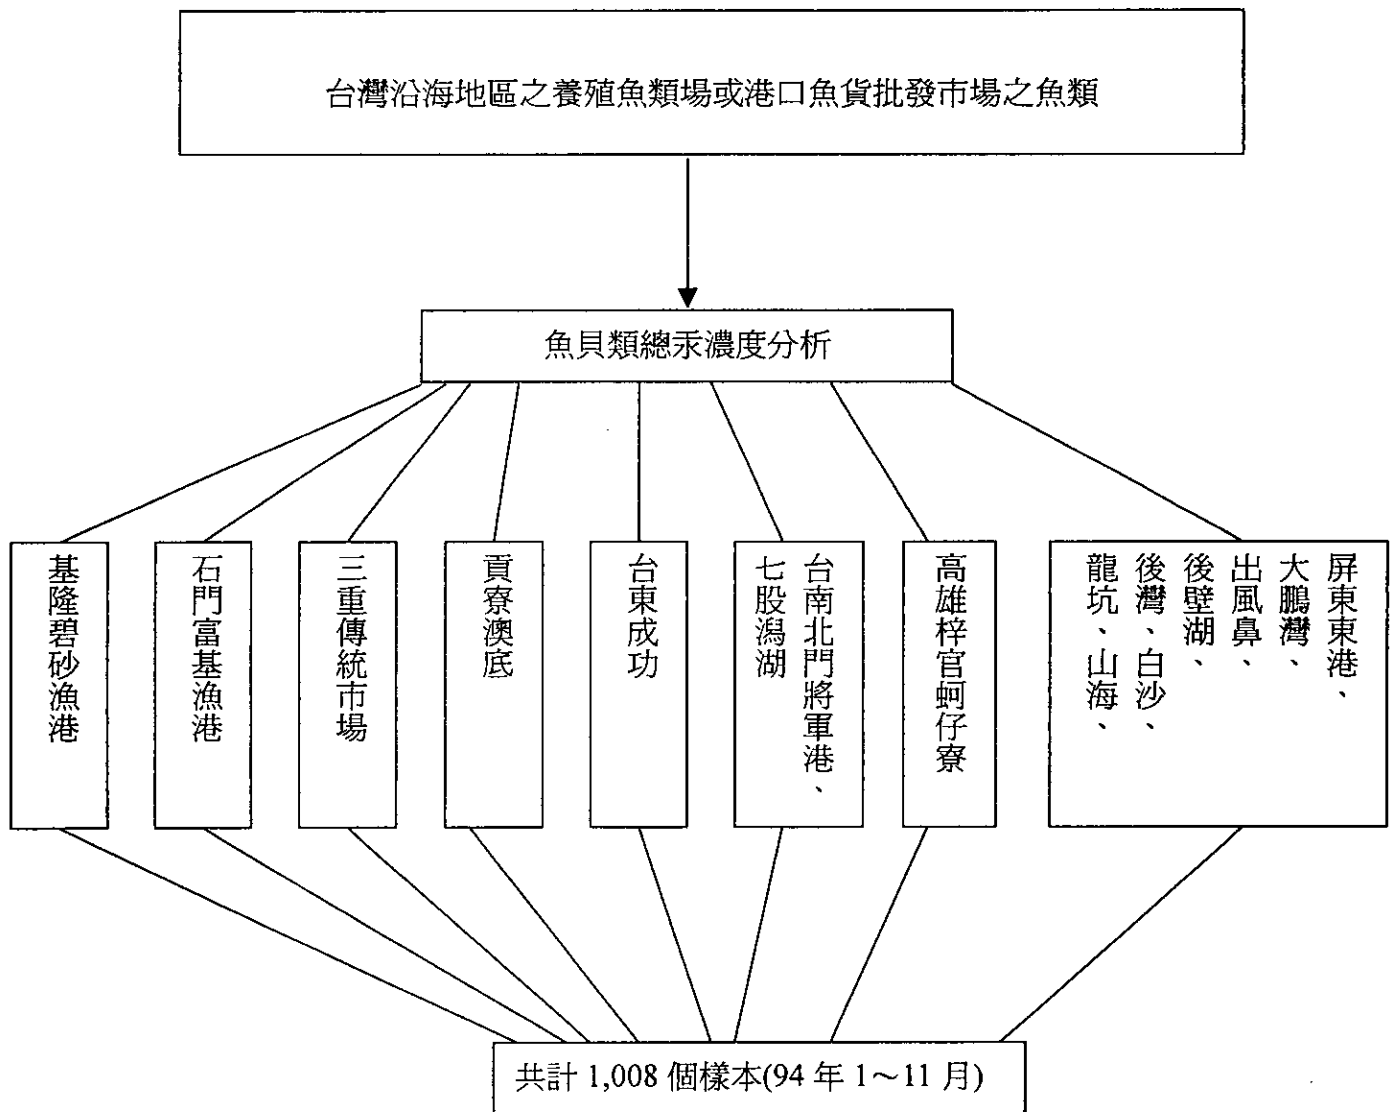 台灣沿海地區之養殖魚類場或港口魚貨批發市場之魚類
魚貝類總汞濃度分析
基隆碧砂漁港
石門富基漁港
三重傳統市場
貢寮澳底
台東成功
台南北門將軍港、
七股潟湖
高雄梓官蚵仔寮
屏東東港、
大鵬灣、
出風鼻、
後壁湖、
後灣、白沙、
龍坑、山海、
共計 1,008 個樣本(94 年 1～11 月)